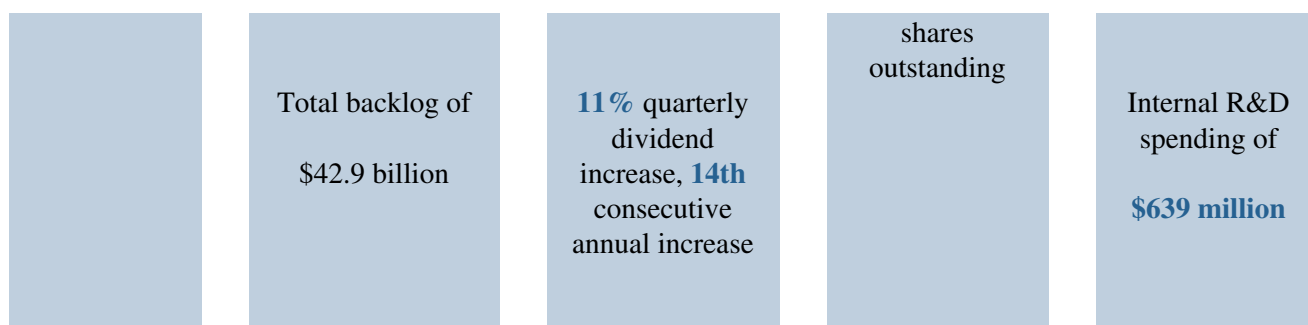 Total backlog of
$42.9 billion
11% quarterly
dividend
increase, 14th
consecutive
annual increase
shares
outstanding
Internal R&D
spending of
$639 million